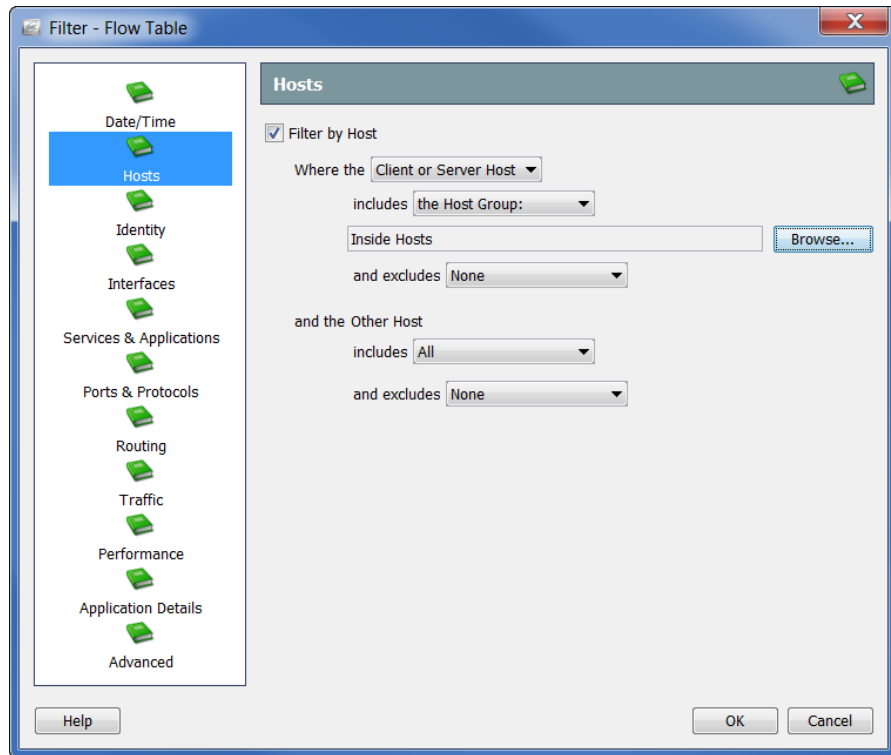 Filter - Flow Table
Date/Time
Hosts
Identity
Interfaces
Services & Applications
Ports & Protocols
Routing
Traffic
Performance
Application Details
Advanced
Hosts
Filter by Host
Where the Client or Server Host
includes the Host Group:
Inside Hosts Browse...
and excludes None
and the Other Host
includes All
and excludes None
Help OK Cancel